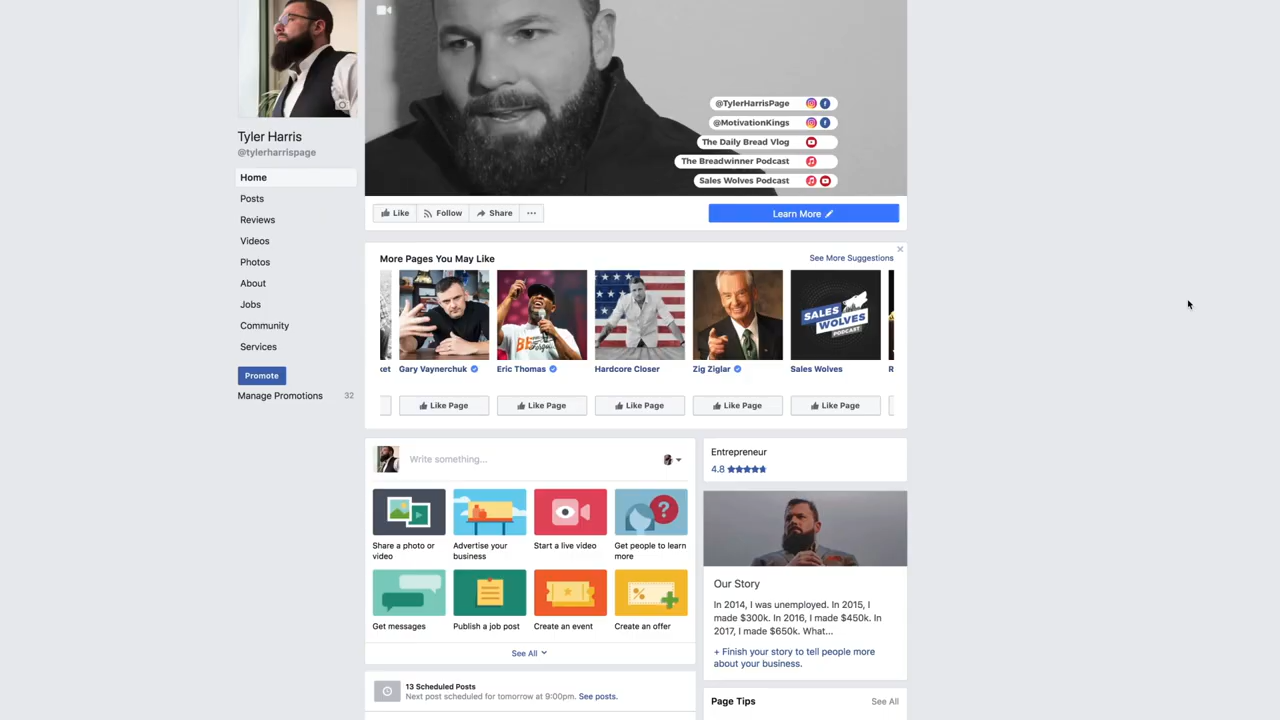 @TylerHarrisPage
@MotivationKings
The Daily Bread Vlog
The Breadwinner Podcast
Sales Wolves Podcast
Tyler Harris
@tylerharrispage
Home
Posts
Reviews
Videos
Photos
About
Jobs
Community
Services
Promote
Manage Promotions 32
Like Follow Share ... Learn More
More Pages You May Like See More Suggestions
BE
SALES
WOLVES
PODCAST
ket Gary Vaynerchuk Eric Thomas Hardcore Closer Zig Ziglar Sales Wolves R
Like Page Like Page Like Page Like Page Like Page
Write something...
Share a photo or video
Advertise your business
Start a live video
Get people to learn more
Get messages
Publish a job post
Create an event
Create an offer
See All
13 Scheduled Posts
Next post scheduled for tomorrow at 9:00pm. See posts.
Entrepreneur
4.8
Our Story
In 2014, I was unemployed. In 2015, I
made $300k. In 2016, I made $450k. In
2017, I made $650k. What...
+ Finish your story to tell people more
about your business.
Page Tips See All